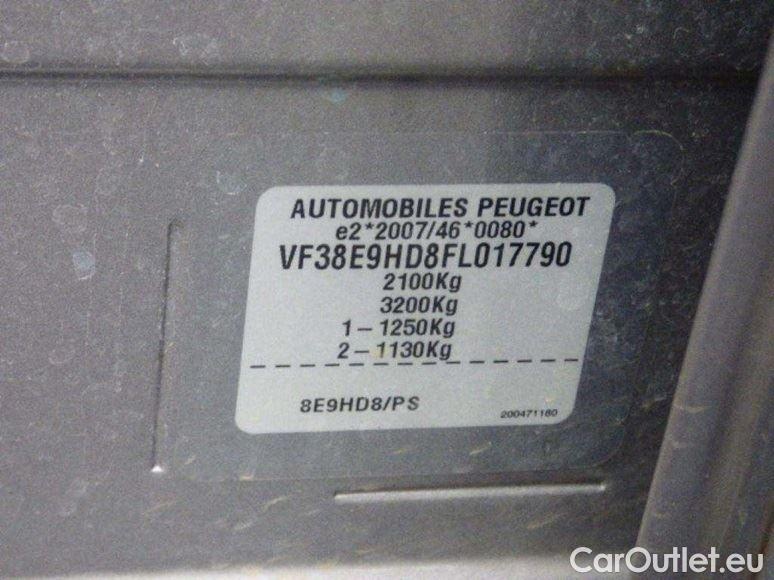 AUTOMOBILES PEUGEOT
e2*2007/46*0080*
VF38E9HD8FL017790
2100Kg
3200Kg
1-1250Kg
2-1130Kg
8E9HD8/PS
200471180
CarOutlet.eu